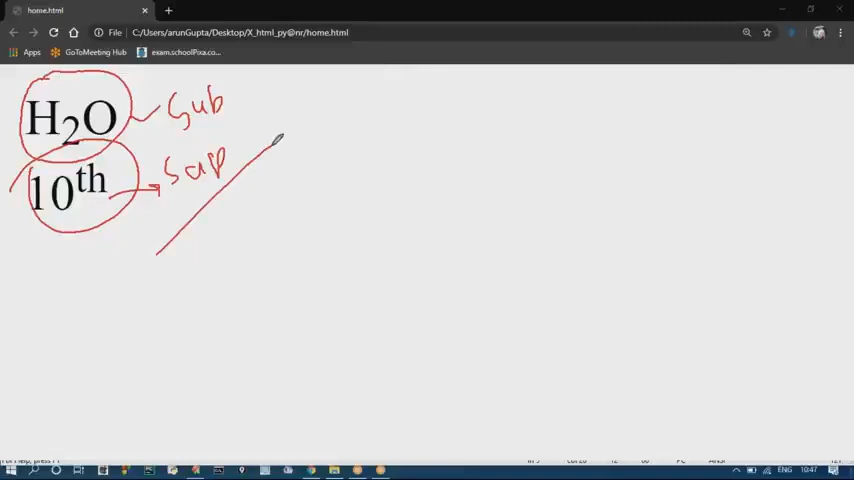 home.html
File C:/Users/arunGupta/Desktop/X_html_py@nr/home.html
Apps GoToMeeting Hub exam.schoolPixa.co...
H2O Sub
10th Sup
ENG 10:47